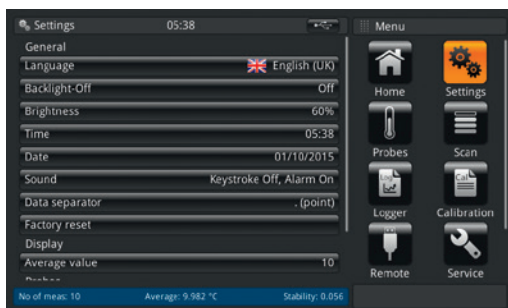 Settings 05:38
General
Language English (UK)
Backlight-Off Off
Brightness 60%
Time 05:38
Date 01/10/2015
Sound Keystroke Off, Alarm On
Data separator . (point)
Factory reset
Display
Average value 10
No of meas: 10 Average: 9.982 °C Stability: 0.056
Menu
Home Settings
Probes Scan
Log
Cal
Logger Calibration
Remote Service